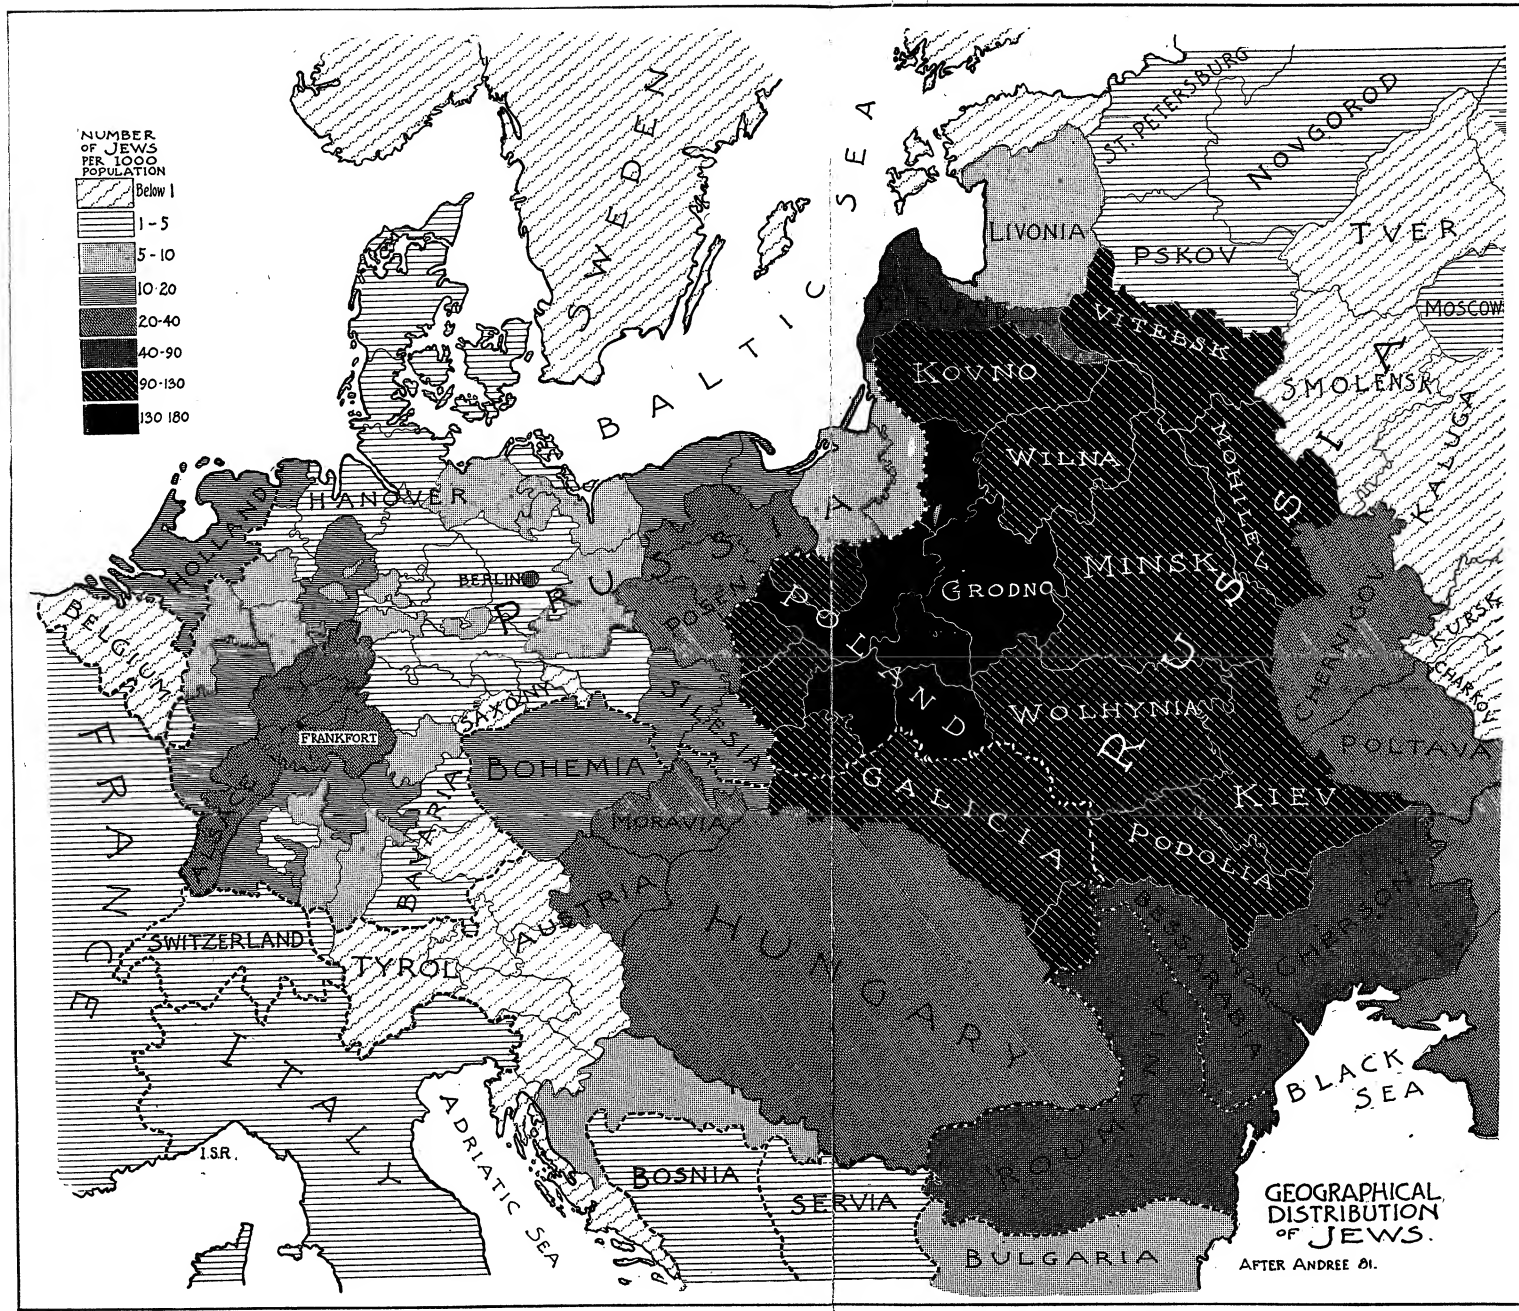 NUMBER
OF JEWS
PER 1000
POPULATION
Below 1
1-5
5-10
10-20
20-40
40-90
90-130
130 180
SWEDEN
BALTIC SEA
ST. PETERSBURG
NOVGOROD
LIVONIA
PSKOV
TVER
MOSCOW
VITEBSK
KOVNO
SMOLENSK
KALUGA
WILNA
MOHILEV
RUSSIA
HANOVER
HOLLAND
BERLIN
PRUSSIA
POSEN
POLAND
GRODNO
MINSK
CHERNIGOV
KURSK
CHARKOV
BELGIUM
SAXONY
SILESIA
WOLHYNIA
POLTAVA
FRANKFORT
FRANCE
ALSACE
BOHEMIA
MORAVIA
GALICIA
KIEV
PODOLIA
BAVARIA
AUSTRIA
HUNGARY
BESSARABIA
CHERSON
SWITZERLAND
TYROL
ITALY
I.S.R.
ADRIATIC SEA
BOSNIA
SERVIA
ROUMANIA
BULGARIA
BLACK
SEA
GEOGRAPHICAL
DISTRIBUTION
OF JEWS.
AFTER ANDREE 81.